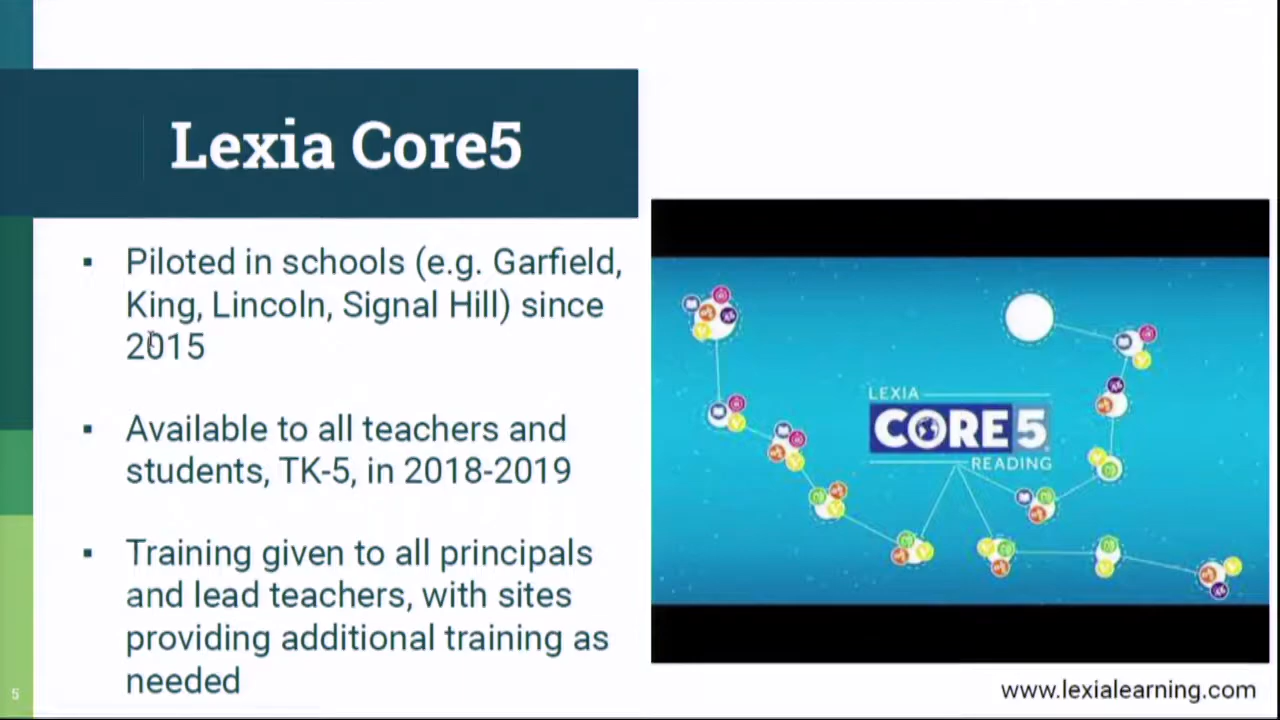 Lexia Core5
▪ Piloted in schools (e.g. Garfield,
King, Lincoln, Signal Hill) since
2015
▪ Available to all teachers and
students, TK-5, in 2018-2019
▪ Training given to all principals
and lead teachers, with sites
providing additional training as
needed
5
LEXIA
CORE5
READING
www.lexialearning.com